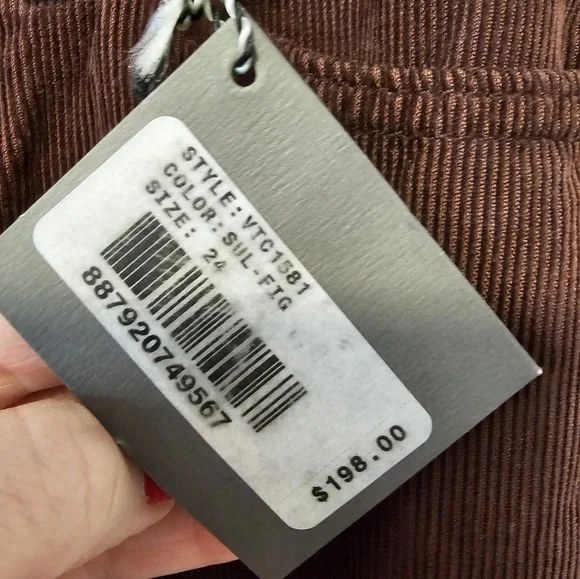 STYLE: VTC1581
COLOR: SUL-FIG
SIZE: 24
887920749567
$198.00